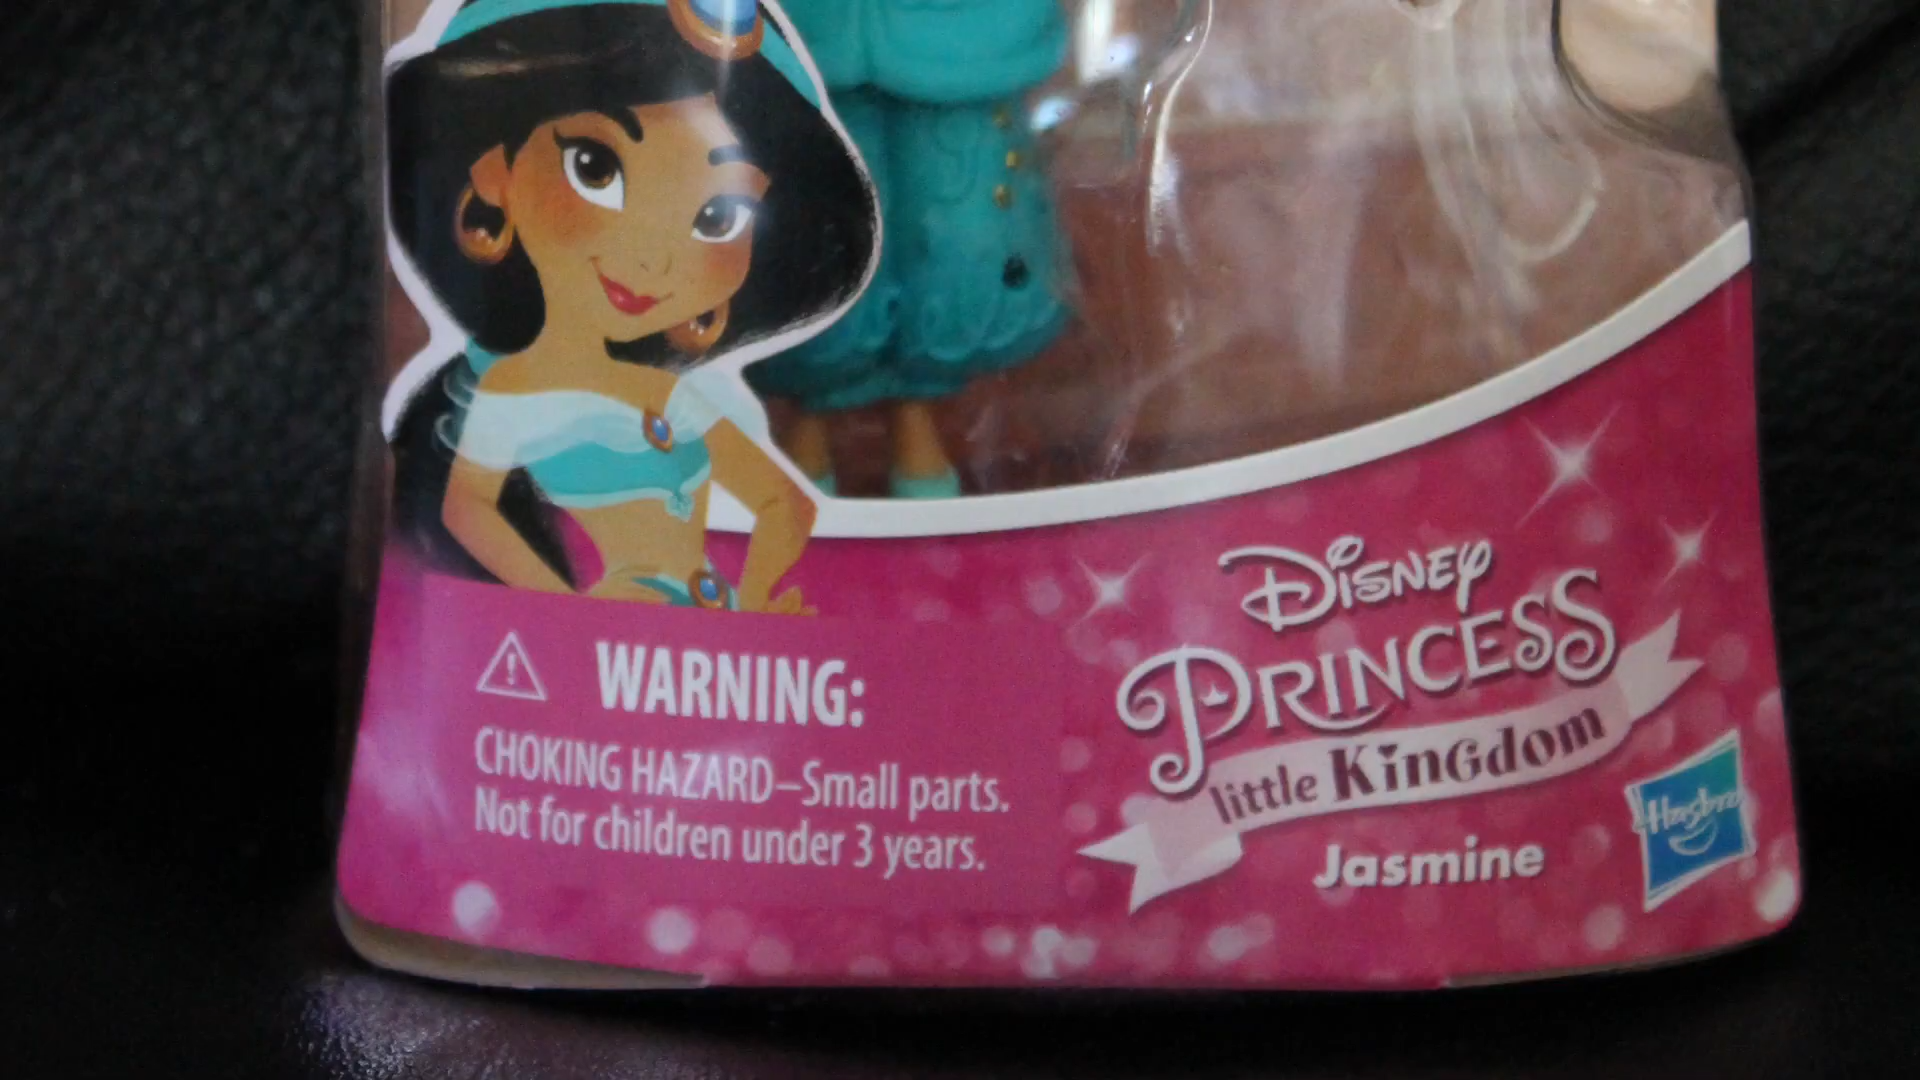 WARNING:
CHOKING HAZARD–Small parts.
Not for children under 3 years.
Disney
PRINCESS
little Kingdom
Jasmine
Hasbro